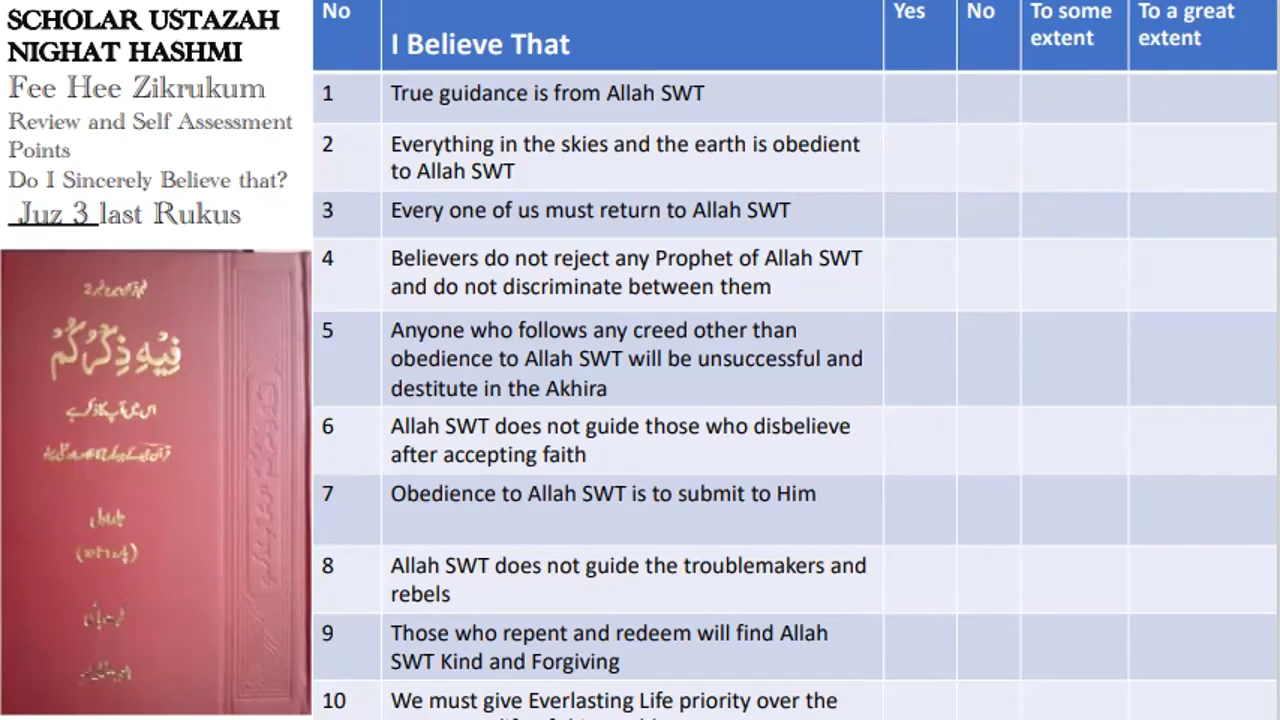 SCHOLAR USTAZAH
NIGHAT HASHMI
Fee Hee Zikrukum
Review and Self Assessment
Points
Do I Sincerely Believe that?
Juz 3 last Rukus
فِيْهِ ذِكْرُكُمْ
اس میں آپ کا ذکر ہے
No I Believe That Yes No To some extent To a great extent
1 True guidance is from Allah SWT
2 Everything in the skies and the earth is obedient
to Allah SWT
3 Every one of us must return to Allah SWT
4 Believers do not reject any Prophet of Allah SWT
and do not discriminate between them
5 Anyone who follows any creed other than
obedience to Allah SWT will be unsuccessful and
destitute in the Akhira
6 Allah SWT does not guide those who disbelieve
after accepting faith
7 Obedience to Allah SWT is to submit to Him
8 Allah SWT does not guide the troublemakers and
rebels
9 Those who repent and redeem will find Allah
SWT Kind and Forgiving
10 We must give Everlasting Life priority over the